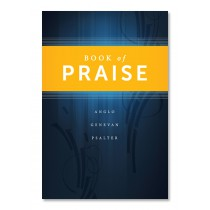 BOOK of
PRAISE
ANGLO
GENEVAN
PSALTER